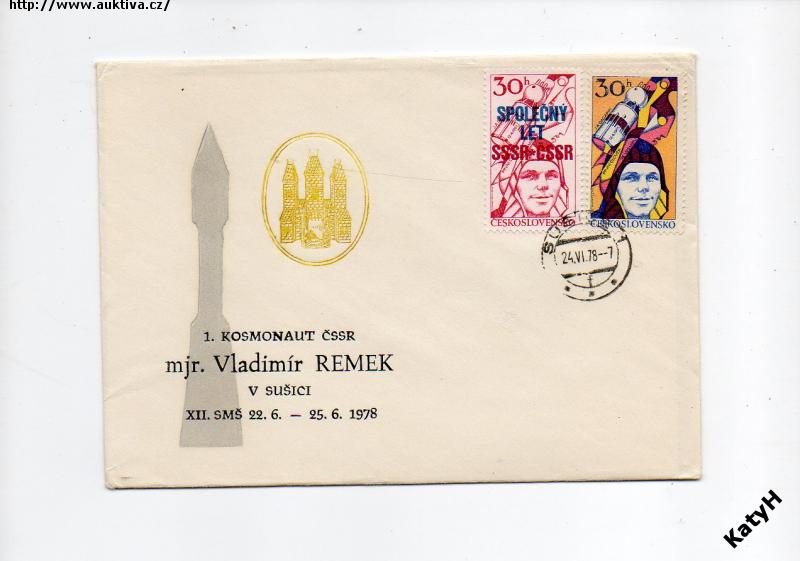 http://www.auktiva.cz/
30h
SPOLEČNÝ
LET
SSSR-ČSSR
ČESKOSLOVENSKO
30h
ČESKOSLOVENSKO
24.VI.78--7
1. KOSMONAUT ČSSR
mjr. Vladimír REMEK
V SUŠICI
XII. SMŠ 22. 6. – 25. 6. 1978
KatyH